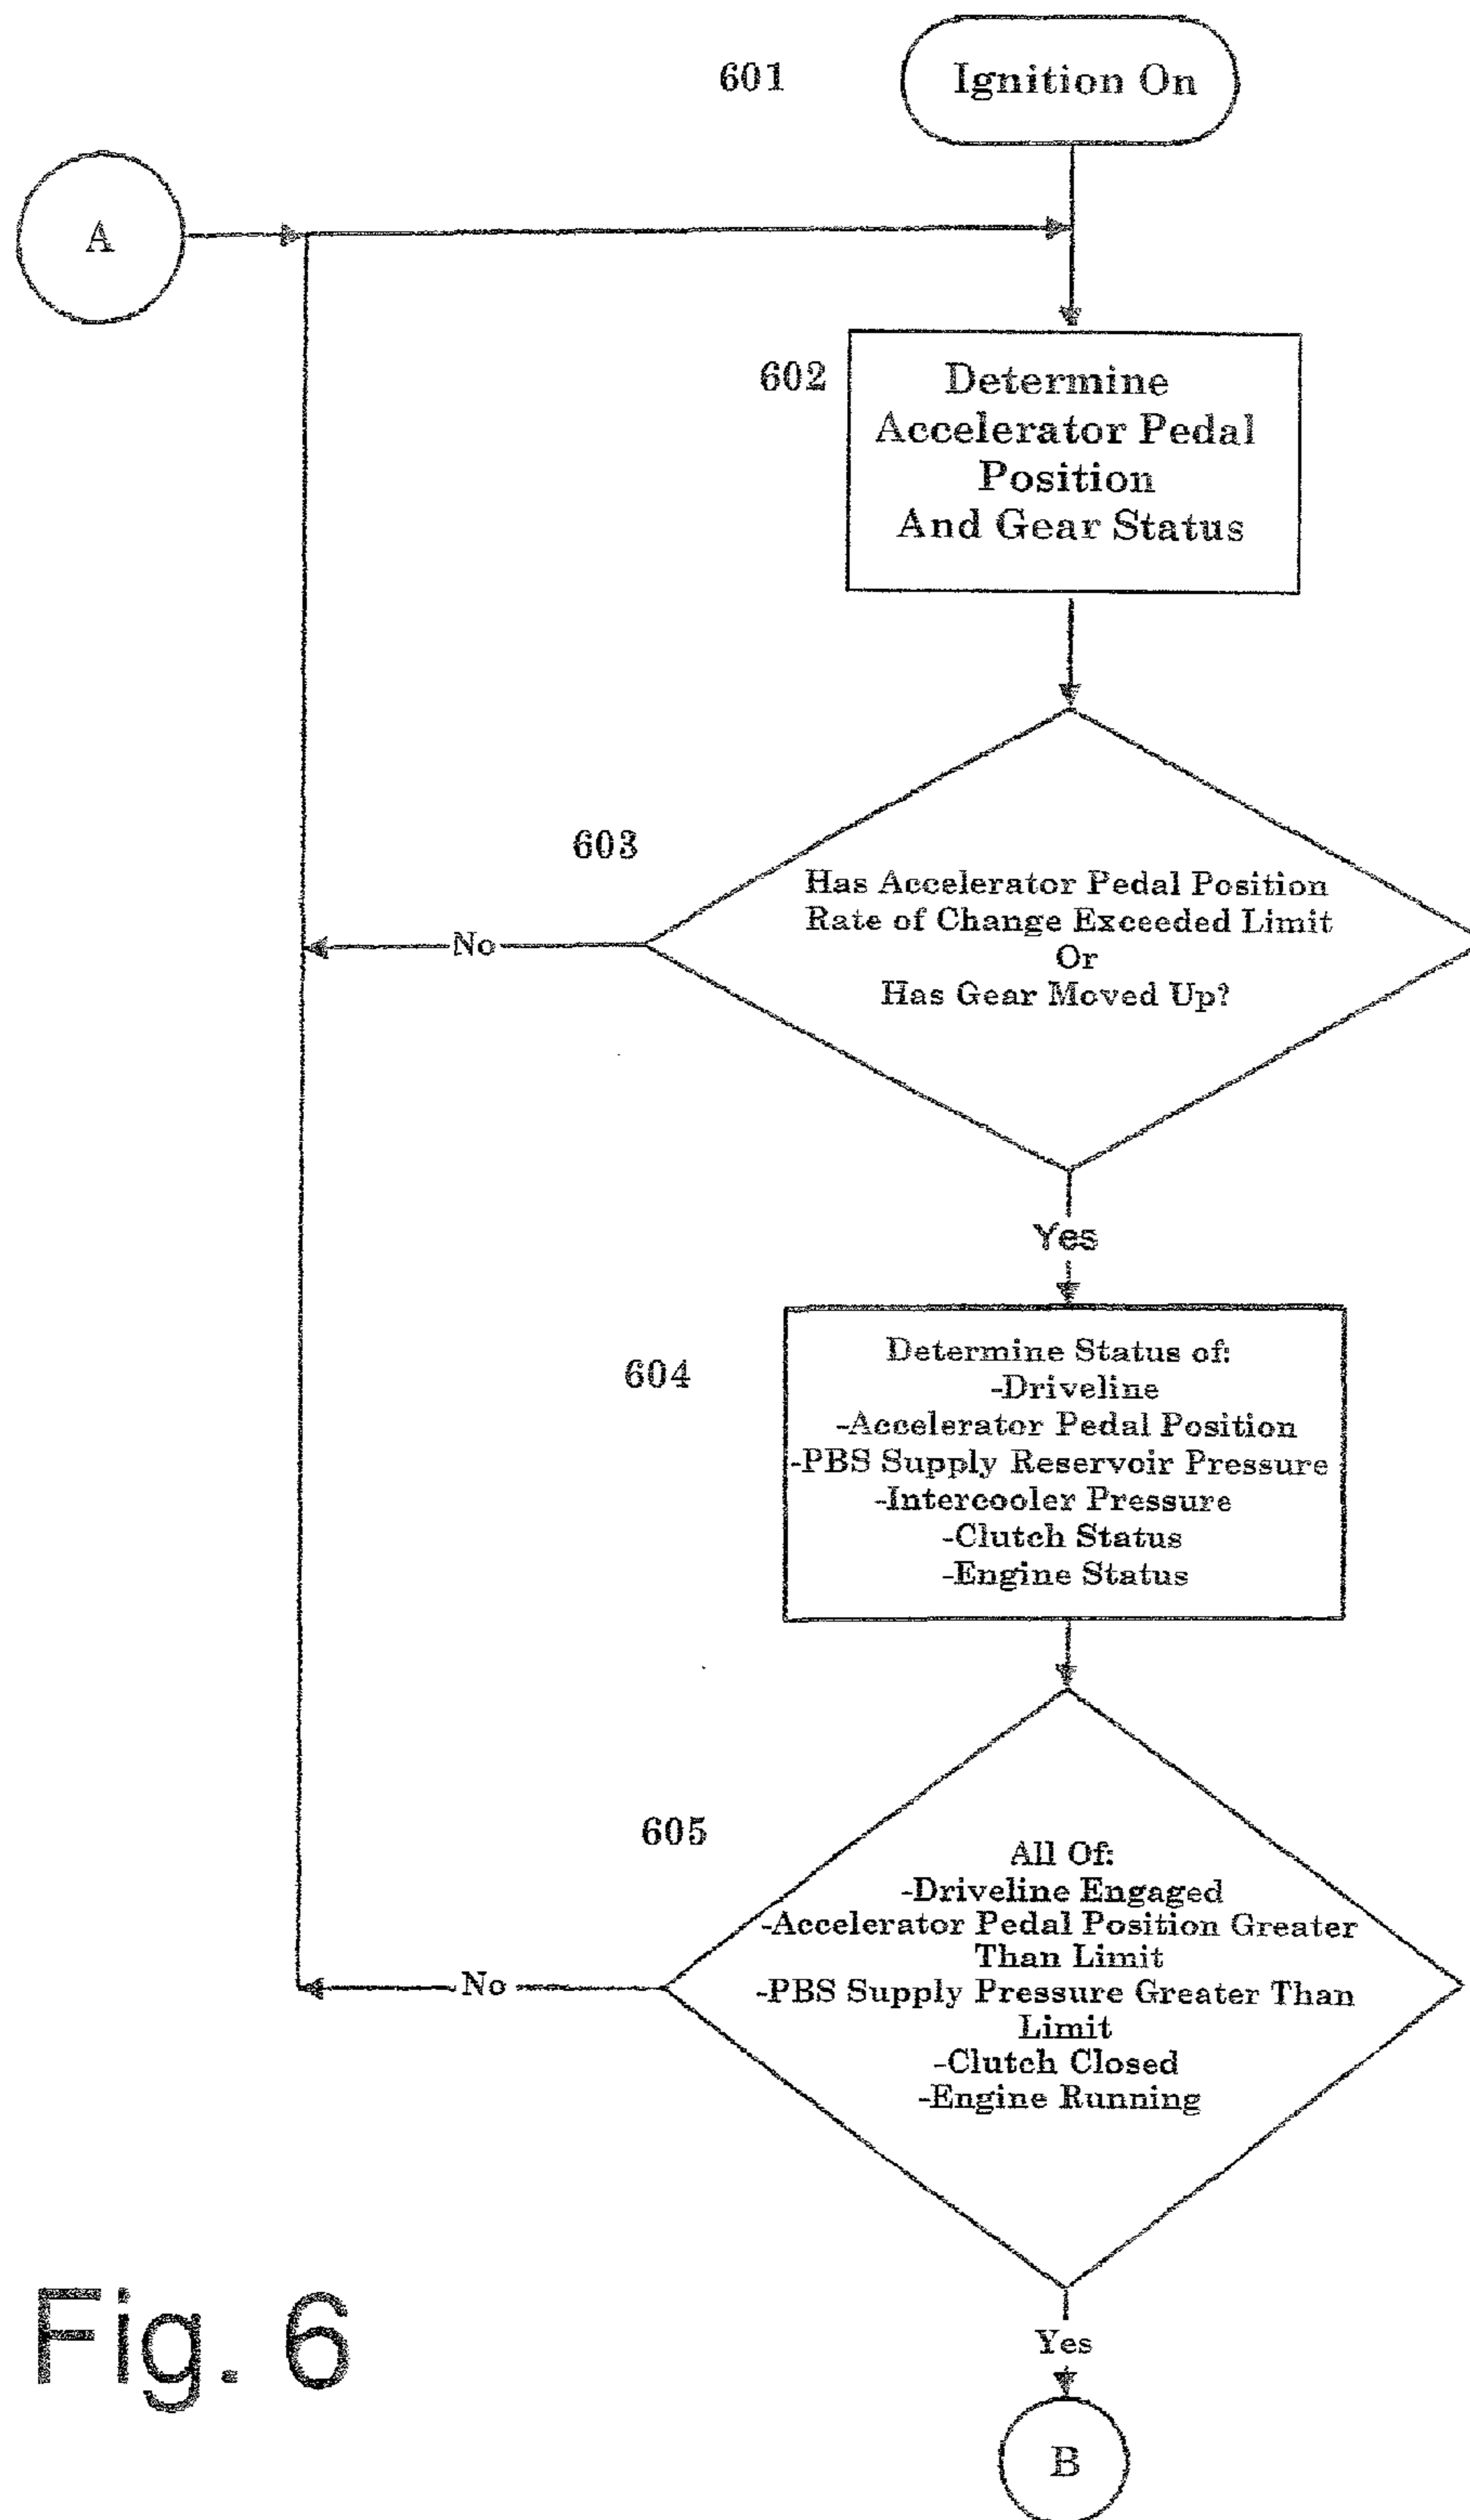 601
Ignition On
A
602
Determine
Accelerator Pedal
Position
And Gear Status
603
Has Accelerator Pedal Position
Rate of Change Exceeded Limit
Or
Has Gear Moved Up?
No
Yes
604
Determine Status of:
-Driveline
-Accelerator Pedal Position
-PBS Supply Reservoir Pressure
-Intercooler Pressure
-Clutch Status
-Engine Status
605
All Of:
-Driveline Engaged
-Accelerator Pedal Position Greater
Than Limit
-PBS Supply Pressure Greater Than
Limit
-Clutch Closed
-Engine Running
No
Yes
B
Fig. 6